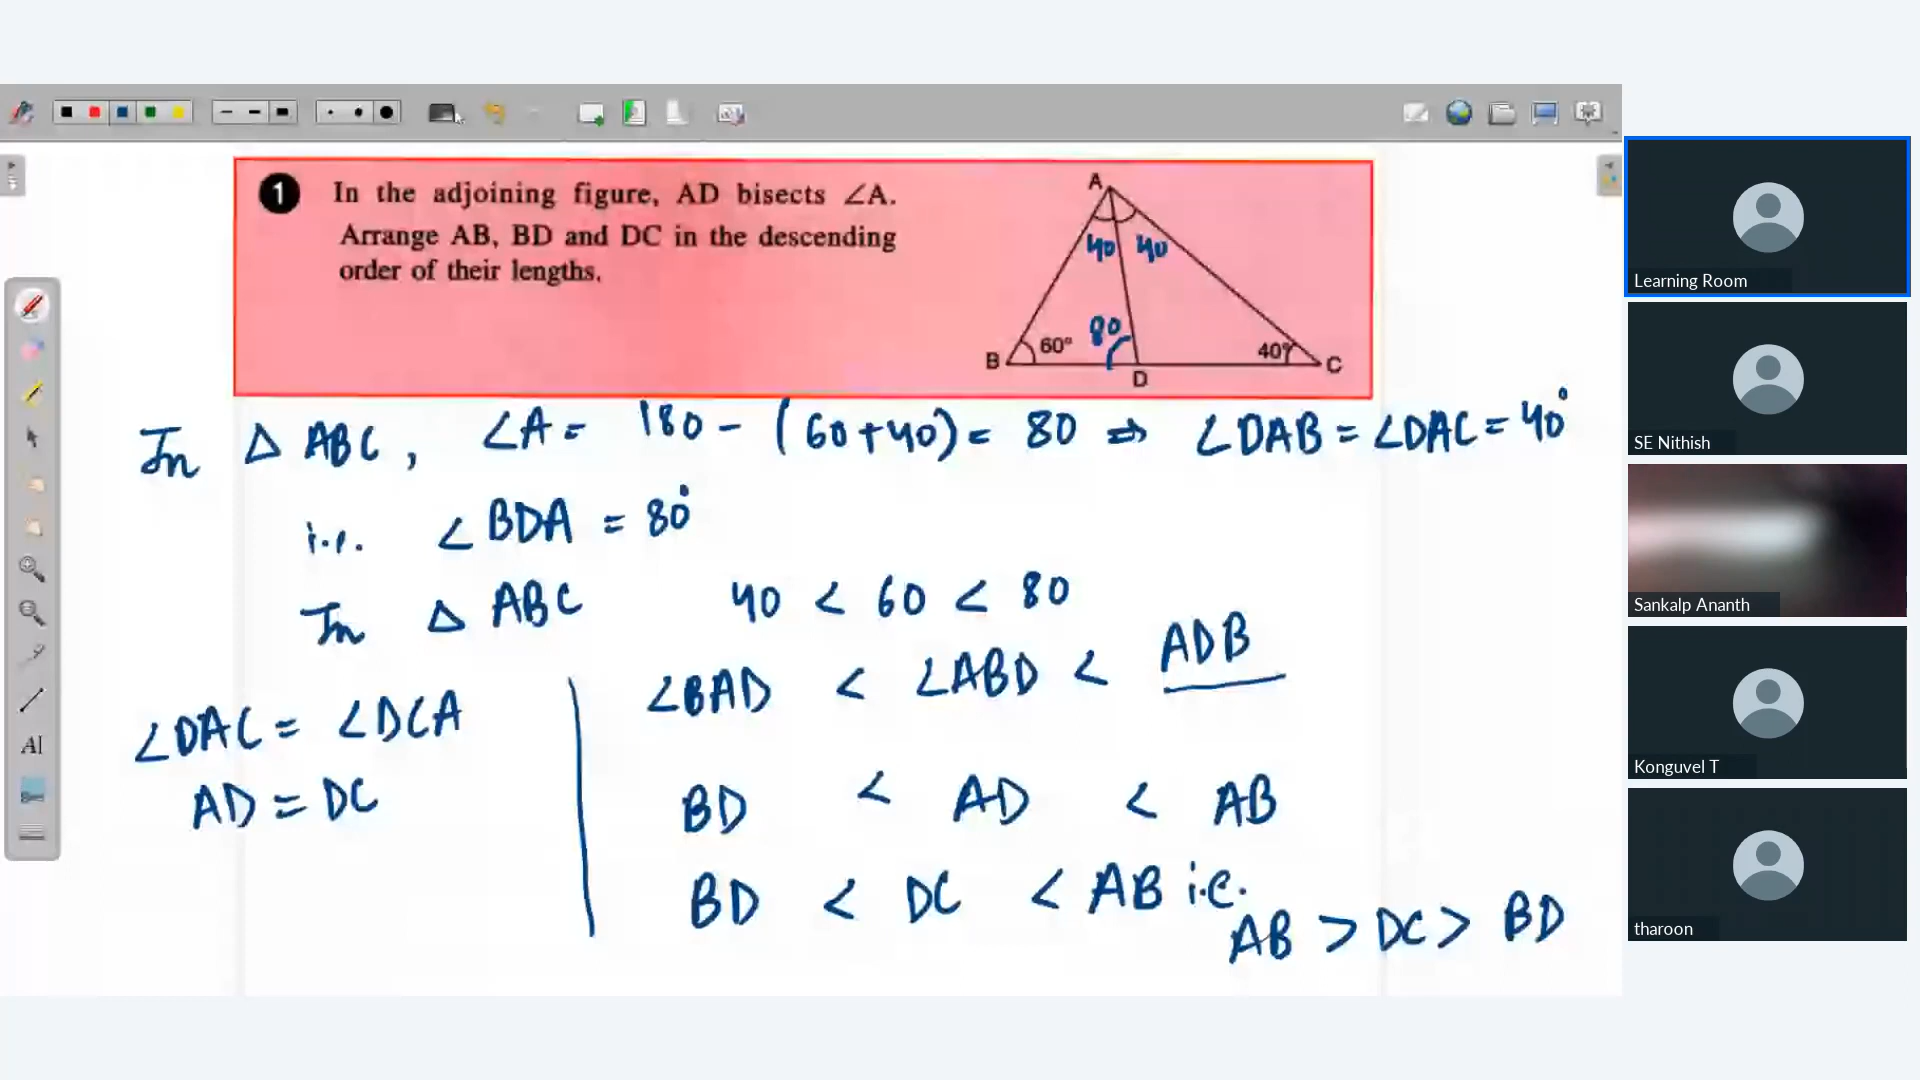 1 In the adjoining figure, AD bisects ∠A.
Arrange AB, BD and DC in the descending
order of their lengths.
A
40 40
80
B 60° 40° C
D
In △ ABC, ∠A = 180 - (60+40) = 80 ⇒ ∠DAB = ∠DAC = 40°
i.e. ∠BDA = 80°
In △ ABC 40 < 60 < 80
∠BAD < ∠ABD < ADB
∠DAC = ∠DCA
AD = DC
BD < AD < AB
BD < DC < AB i.e.
AB > DC > BD
AI
Learning Room
SE Nithish
Sankalp Ananth
Konguvel T
tharoon